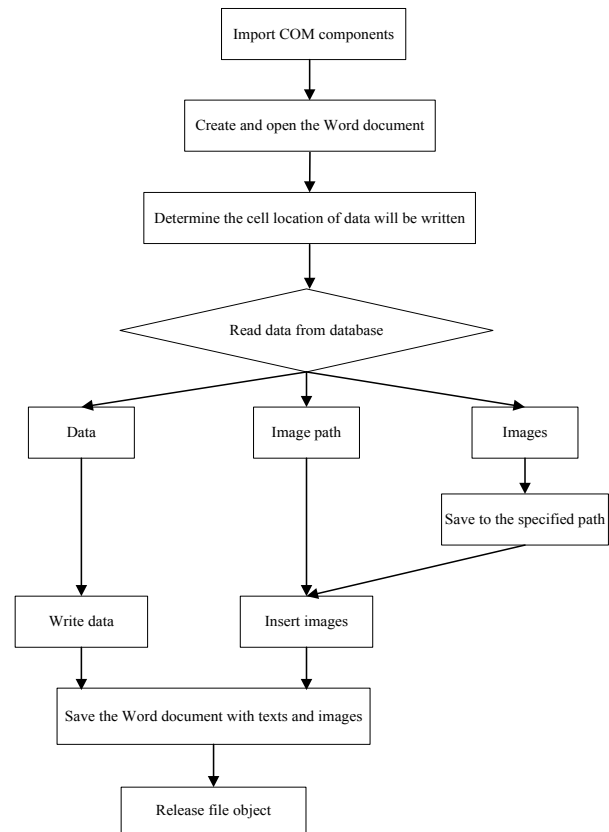 Import COM components
Create and open the Word document
Determine the cell location of data will be written
Read data from database
Data
Image path
Images
Save to the specified path
Write data
Insert images
Save the Word document with texts and images
Release file object